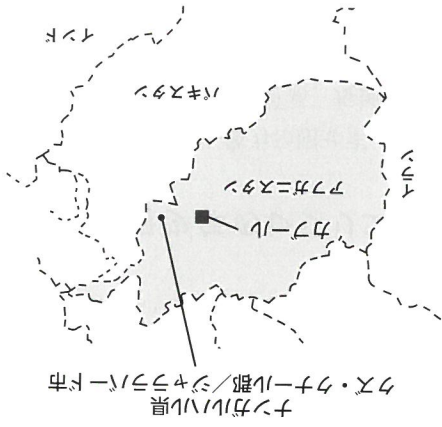 ナンガルハル県
クズ・クナール郡／ジャララバード市
カブール
アフガニスタン
イラン
パキスタン
インド